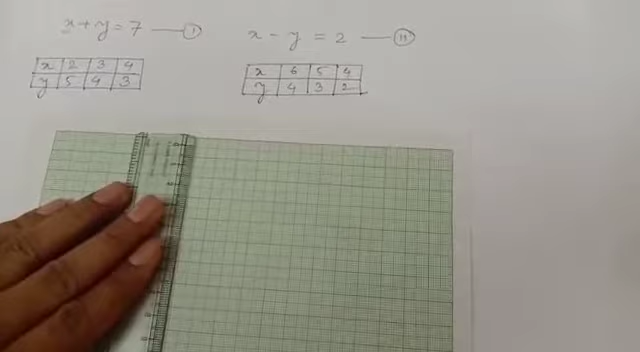 x + y = 7 — I
x - y = 2 — II
x 2 3 4
y 5 4 3
x 6 5 4
y 4 3 2